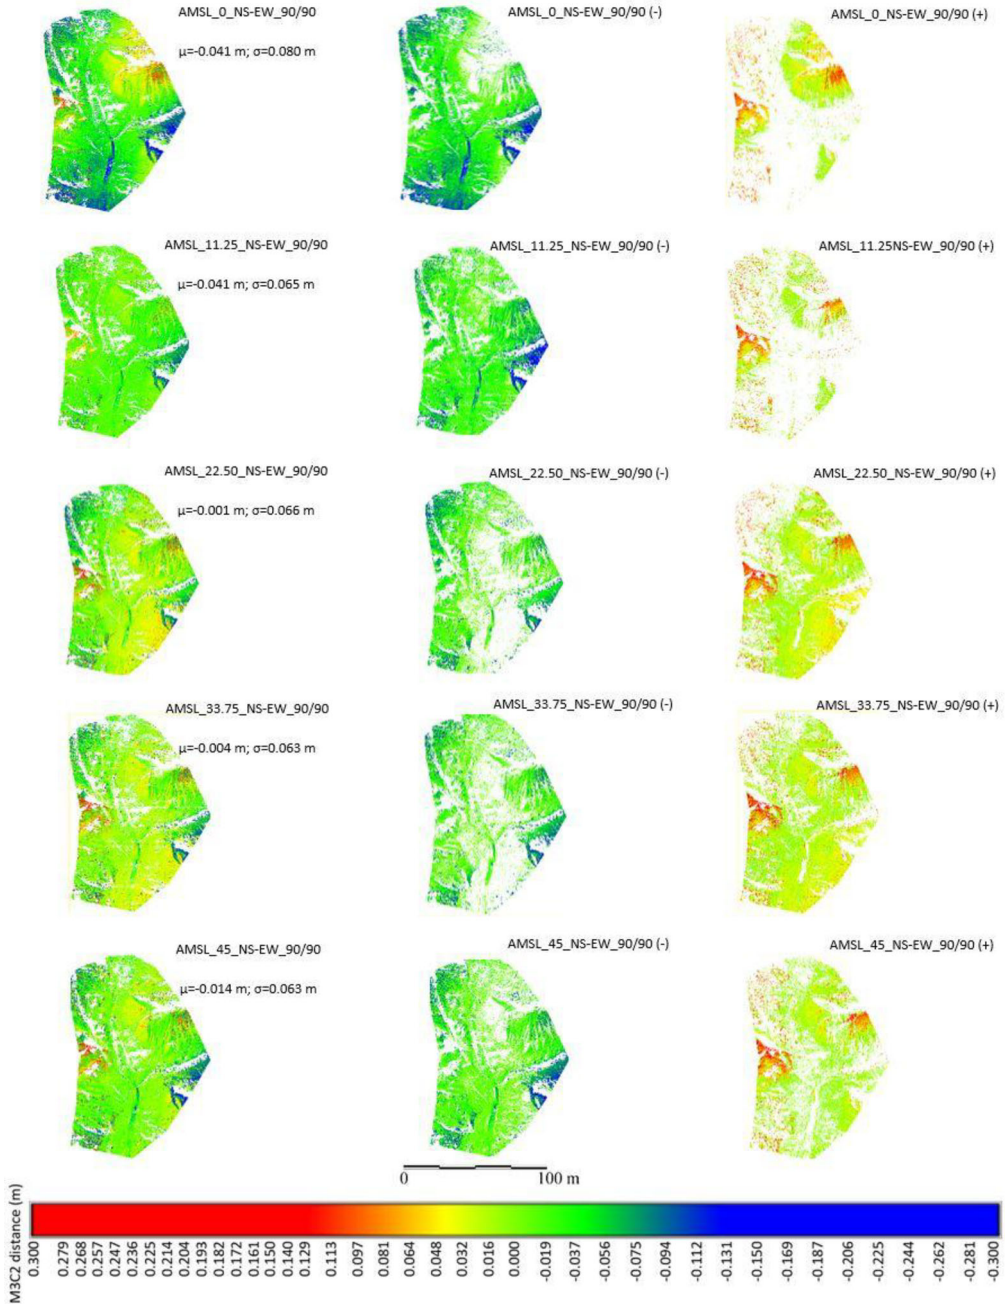 AMSL_0_NS-EW_90/90
AMSL_0_NS-EW_90/90 (-)
AMSL_0_NS-EW_90/90 (+)
μ=-0.041 m; σ=0.080 m
AMSL_11.25_NS-EW_90/90
AMSL_11.25_NS-EW_90/90 (-)
AMSL_11.25NS-EW_90/90 (+)
μ=-0.041 m; σ=0.065 m
AMSL_22.50_NS-EW_90/90
AMSL_22.50_NS-EW_90/90 (-)
AMSL_22.50_NS-EW_90/90 (+)
μ=-0.001 m; σ=0.066 m
AMSL_33.75_NS-EW_90/90
AMSL_33.75_NS-EW_90/90 (-)
AMSL_33.75_NS-EW_90/90 (+)
μ=-0.004 m; σ=0.063 m
AMSL_45_NS-EW_90/90
AMSL_45_NS-EW_90/90 (-)
AMSL_45_NS-EW_90/90 (+)
μ=-0.014 m; σ=0.063 m
0 100 m
M3C2 distance (m)
0.300
0.279
0.268
0.257
0.247
0.236
0.225
0.214
0.204
0.193
0.182
0.172
0.161
0.150
0.140
0.129
0.113
0.097
0.081
0.064
0.048
0.032
0.016
0.000
-0.019
-0.037
-0.056
-0.075
-0.094
-0.112
-0.131
-0.150
-0.169
-0.187
-0.206
-0.225
-0.244
-0.262
-0.281
-0.300